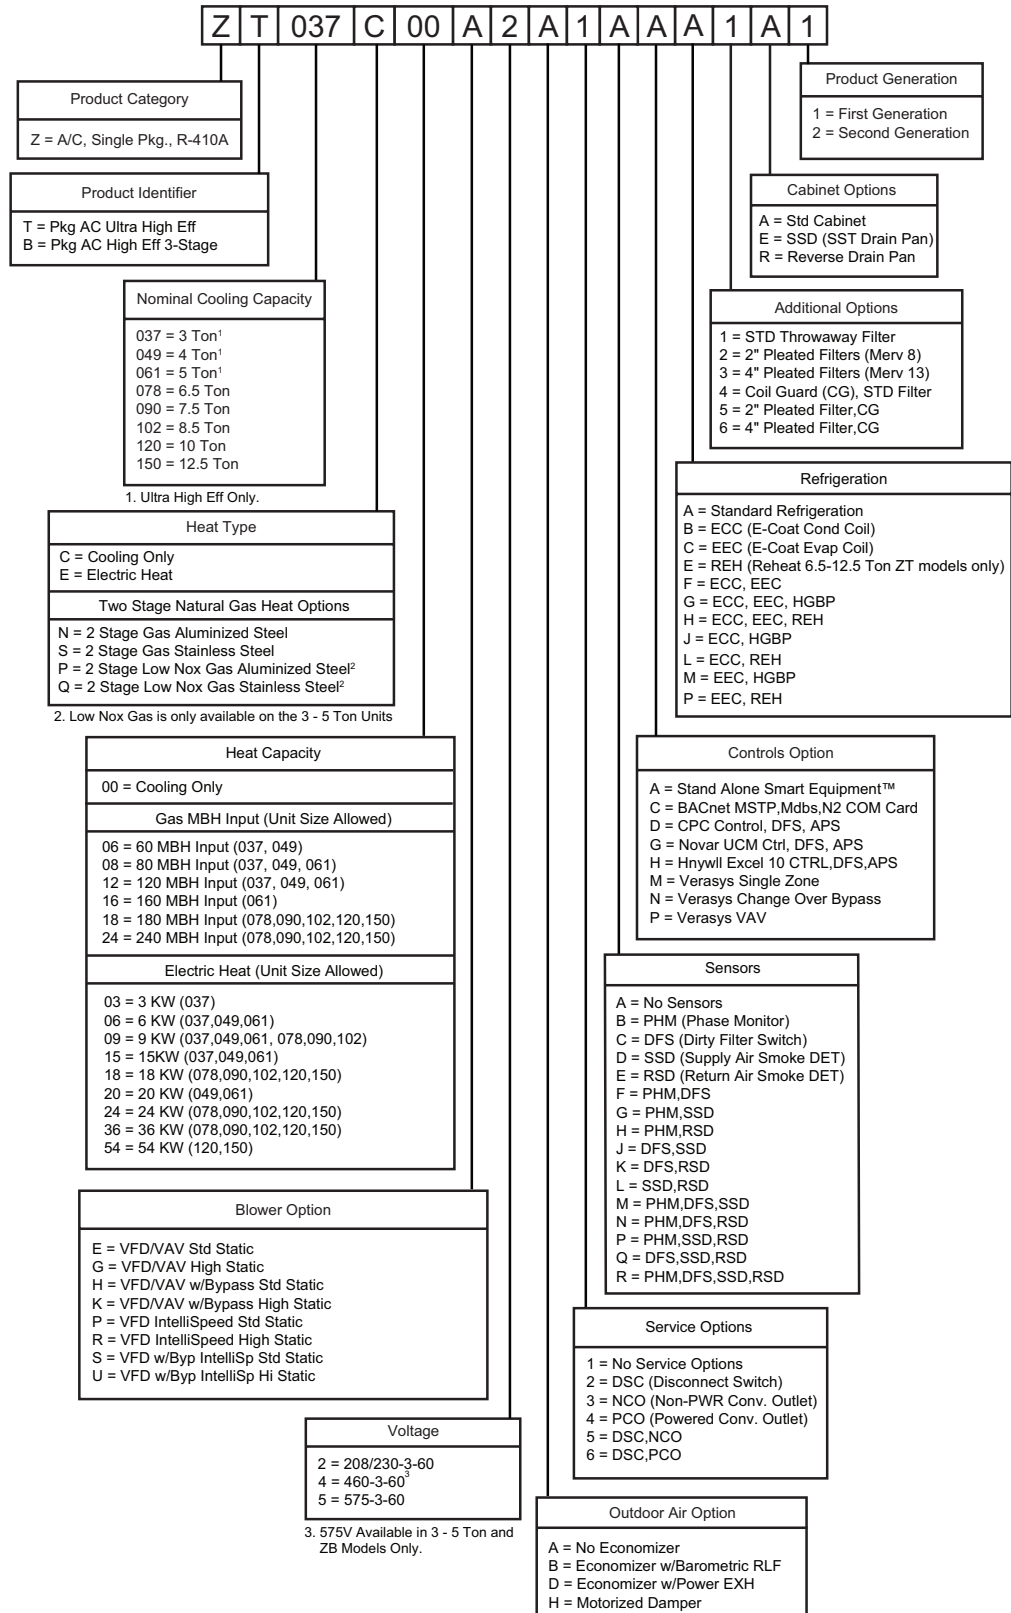 Z T 037 C 00 A 2 A 1 A A A 1 A 1
Product Category
Z = A/C, Single Pkg., R-410A
Product Identifier
T = Pkg AC Ultra High Eff
B = Pkg AC High Eff 3-Stage
Nominal Cooling Capacity
037 = 3 Ton¹
049 = 4 Ton¹
061 = 5 Ton¹
078 = 6.5 Ton
090 = 7.5 Ton
102 = 8.5 Ton
120 = 10 Ton
150 = 12.5 Ton
1. Ultra High Eff Only.
Heat Type
C = Cooling Only
E = Electric Heat
Two Stage Natural Gas Heat Options
N = 2 Stage Gas Aluminized Steel
S = 2 Stage Gas Stainless Steel
P = 2 Stage Low Nox Gas Aluminized Steel²
Q = 2 Stage Low Nox Gas Stainless Steel²
2. Low Nox Gas is only available on the 3 - 5 Ton Units
Heat Capacity
00 = Cooling Only
Gas MBH Input (Unit Size Allowed)
06 = 60 MBH Input (037, 049)
08 = 80 MBH Input (037, 049, 061)
12 = 120 MBH Input (037, 049, 061)
16 = 160 MBH Input (061)
18 = 180 MBH Input (078,090,102,120,150)
24 = 240 MBH Input (078,090,102,120,150)
Electric Heat (Unit Size Allowed)
03 = 3 KW (037)
06 = 6 KW (037,049,061)
09 = 9 KW (037,049,061, 078,090,102)
15 = 15KW (037,049,061)
18 = 18 KW (078,090,102,120,150)
20 = 20 KW (049,061)
24 = 24 KW (078,090,102,120,150)
36 = 36 KW (078,090,102,120,150)
54 = 54 KW (120,150)
Blower Option
E = VFD/VAV Std Static
G = VFD/VAV High Static
H = VFD/VAV w/Bypass Std Static
K = VFD/VAV w/Bypass High Static
P = VFD IntelliSpeed Std Static
R = VFD IntelliSpeed High Static
S = VFD w/Byp IntelliSp Std Static
U = VFD w/Byp IntelliSp Hi Static
Voltage
2 = 208/230-3-60
4 = 460-3-60
5 = 575-3-60³
3. 575V Available in 3 - 5 Ton and
ZB Models Only.
Product Generation
1 = First Generation
2 = Second Generation
Cabinet Options
A = Std Cabinet
E = SSD (SST Drain Pan)
R = Reverse Drain Pan
Additional Options
1 = STD Throwaway Filter
2 = 2" Pleated Filters (Merv 8)
3 = 4" Pleated Filters (Merv 13)
4 = Coil Guard (CG), STD Filter
5 = 2" Pleated Filter,CG
6 = 4" Pleated Filter,CG
Refrigeration
A = Standard Refrigeration
B = ECC (E-Coat Cond Coil)
C = EEC (E-Coat Evap Coil)
E = REH (Reheat 6.5-12.5 Ton ZT models only)
F = ECC, EEC
G = ECC, EEC, HGBP
H = ECC, EEC, REH
J = ECC, HGBP
L = ECC, REH
M = EEC, HGBP
P = EEC, REH
Controls Option
A = Stand Alone Smart Equipment™
C = BACnet MSTP,Mdbs,N2 COM Card
D = CPC Control, DFS, APS
G = Novar UCM Ctrl, DFS, APS
H = Hnywll Excel 10 CTRL,DFS,APS
M = Verasys Single Zone
N = Verasys Change Over Bypass
P = Verasys VAV
Sensors
A = No Sensors
B = PHM (Phase Monitor)
C = DFS (Dirty Filter Switch)
D = SSD (Supply Air Smoke DET)
E = RSD (Return Air Smoke DET)
F = PHM,DFS
G = PHM,SSD
H = PHM,RSD
J = DFS,SSD
K = DFS,RSD
L = SSD,RSD
M = PHM,DFS,SSD
N = PHM,DFS,RSD
P = PHM,SSD,RSD
Q = DFS,SSD,RSD
R = PHM,DFS,SSD,RSD
Service Options
1 = No Service Options
2 = DSC (Disconnect Switch)
3 = NCO (Non-PWR Conv. Outlet)
4 = PCO (Powered Conv. Outlet)
5 = DSC,NCO
6 = DSC,PCO
Outdoor Air Option
A = No Economizer
B = Economizer w/Barometric RLF
D = Economizer w/Power EXH
H = Motorized Damper